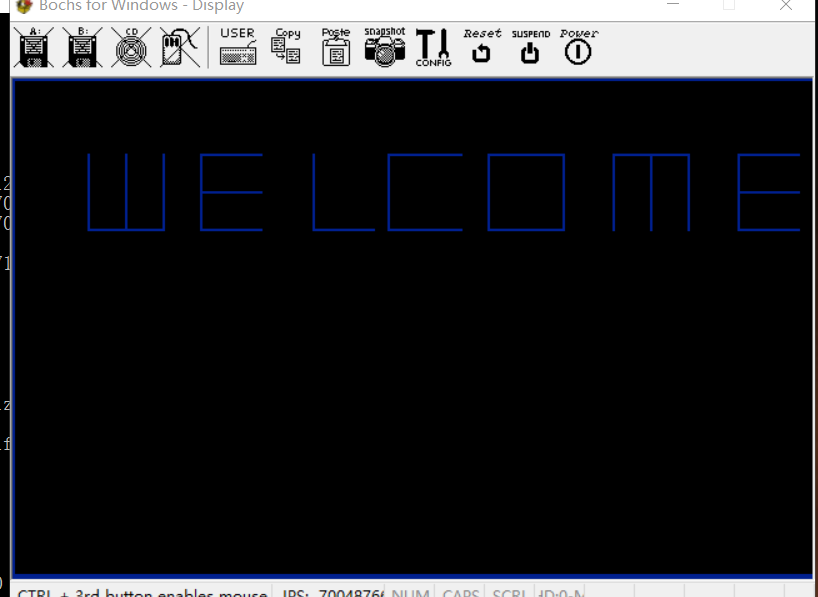 Bochs for Windows - Display
A: B: CD USER Copy Paste snapshot CONFIG Reset SUSPEND Power
WELCOME
CTRL + 3rd button enables mouse IPS: 7004876 NUM CAPS SCRL